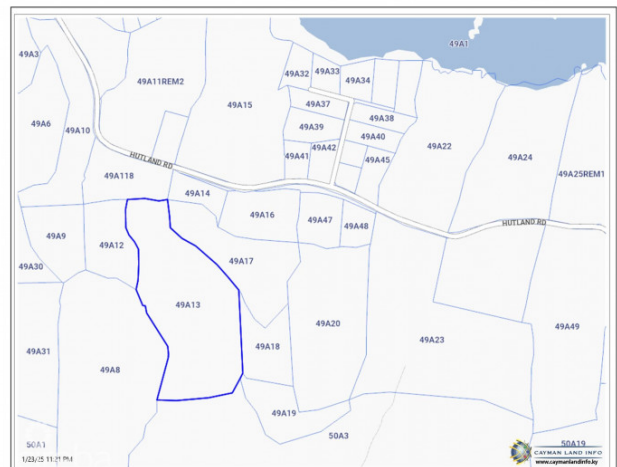 49A1
49A3
49A11REM2
49A32
49A33
49A34
49A15
49A37
49A6
49A10
49A38
49A39
49A40
49A41
49A42
49A45
49A22
49A24
49A25REM1
HUTLAND RD
49A118
49A14
49A16
49A47
49A48
HUTLAND RD
49A9
49A12
49A17
49A30
49A13
49A20
49A23
49A49
49A31
49A8
49A18
49A19
50A3
50A1
50A19
1/23/25 11:21 PM
CAYMAN LAND INFO
www.caymanlandinfo.ky